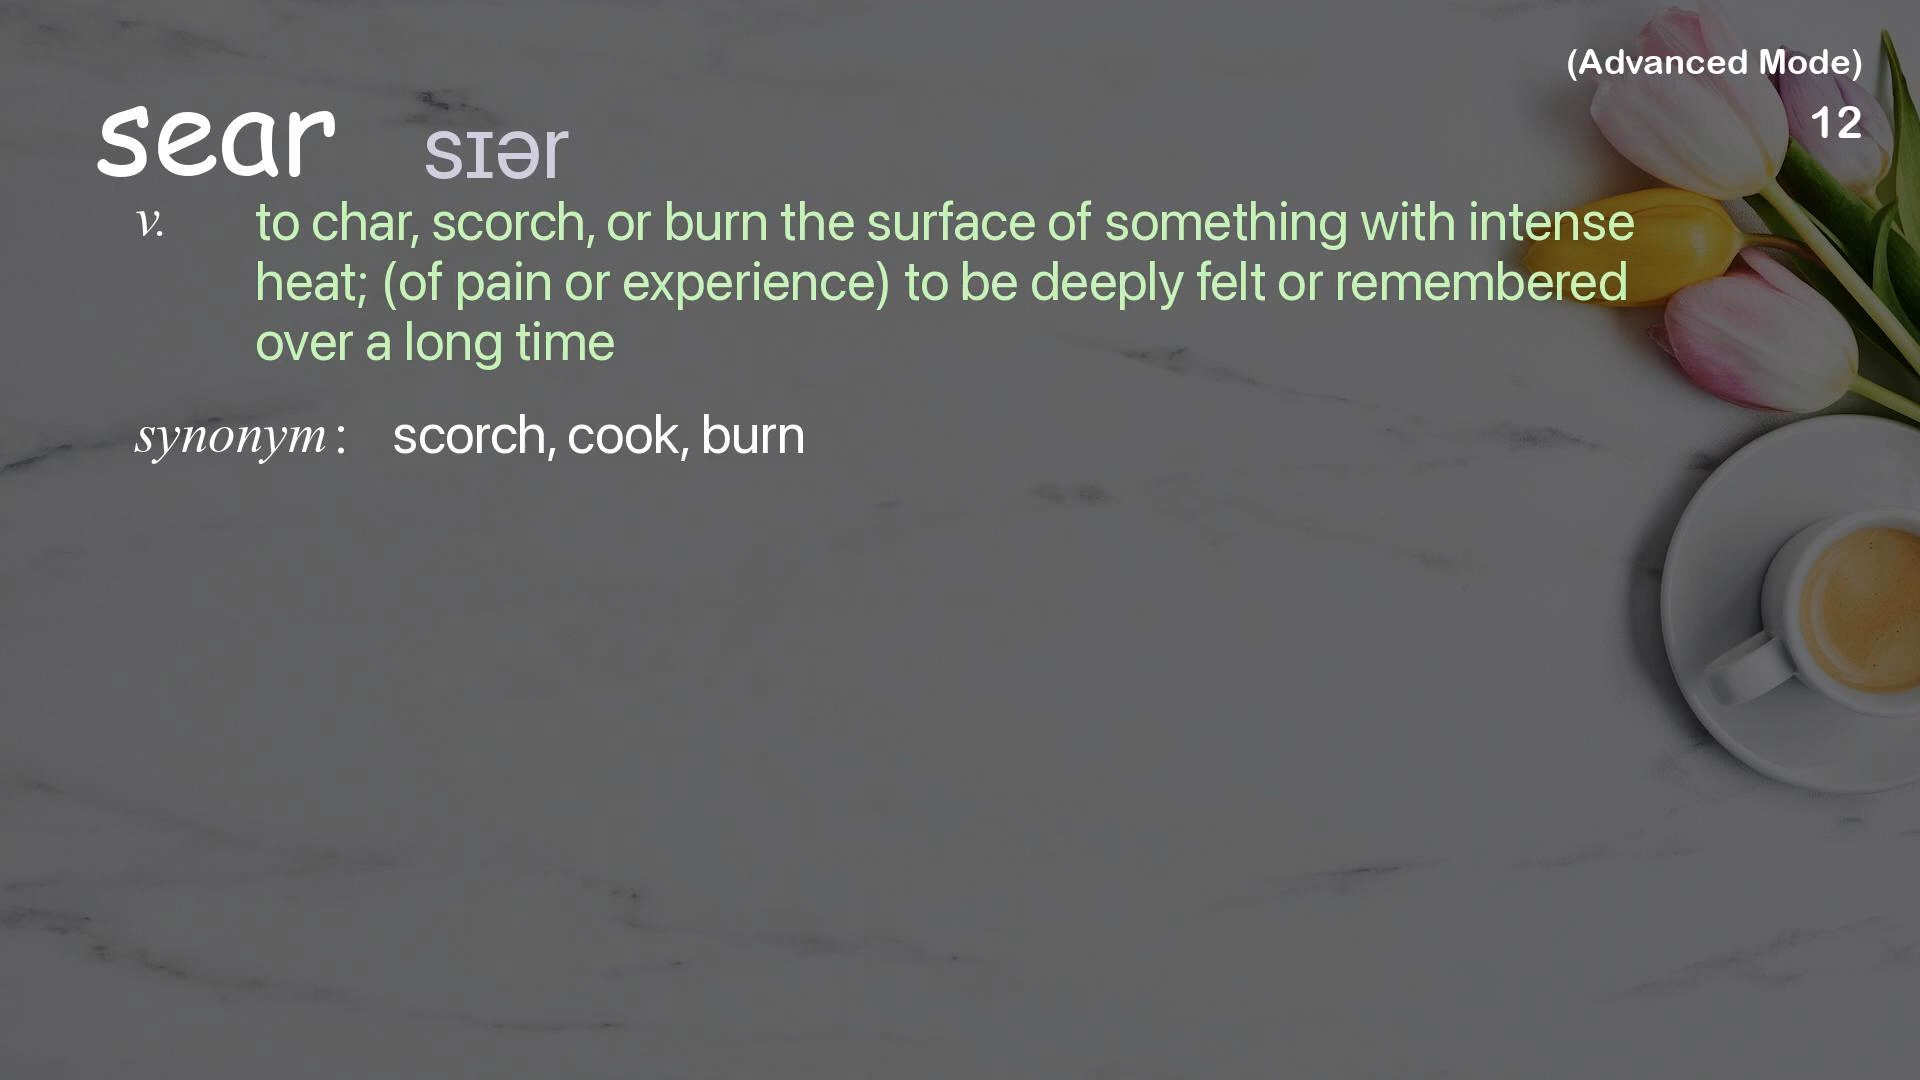 (Advanced Mode)
12
sear sɪər
v. to char, scorch, or burn the surface of something with intense
heat; (of pain or experience) to be deeply felt or remembered
over a long time
synonym: scorch, cook, burn